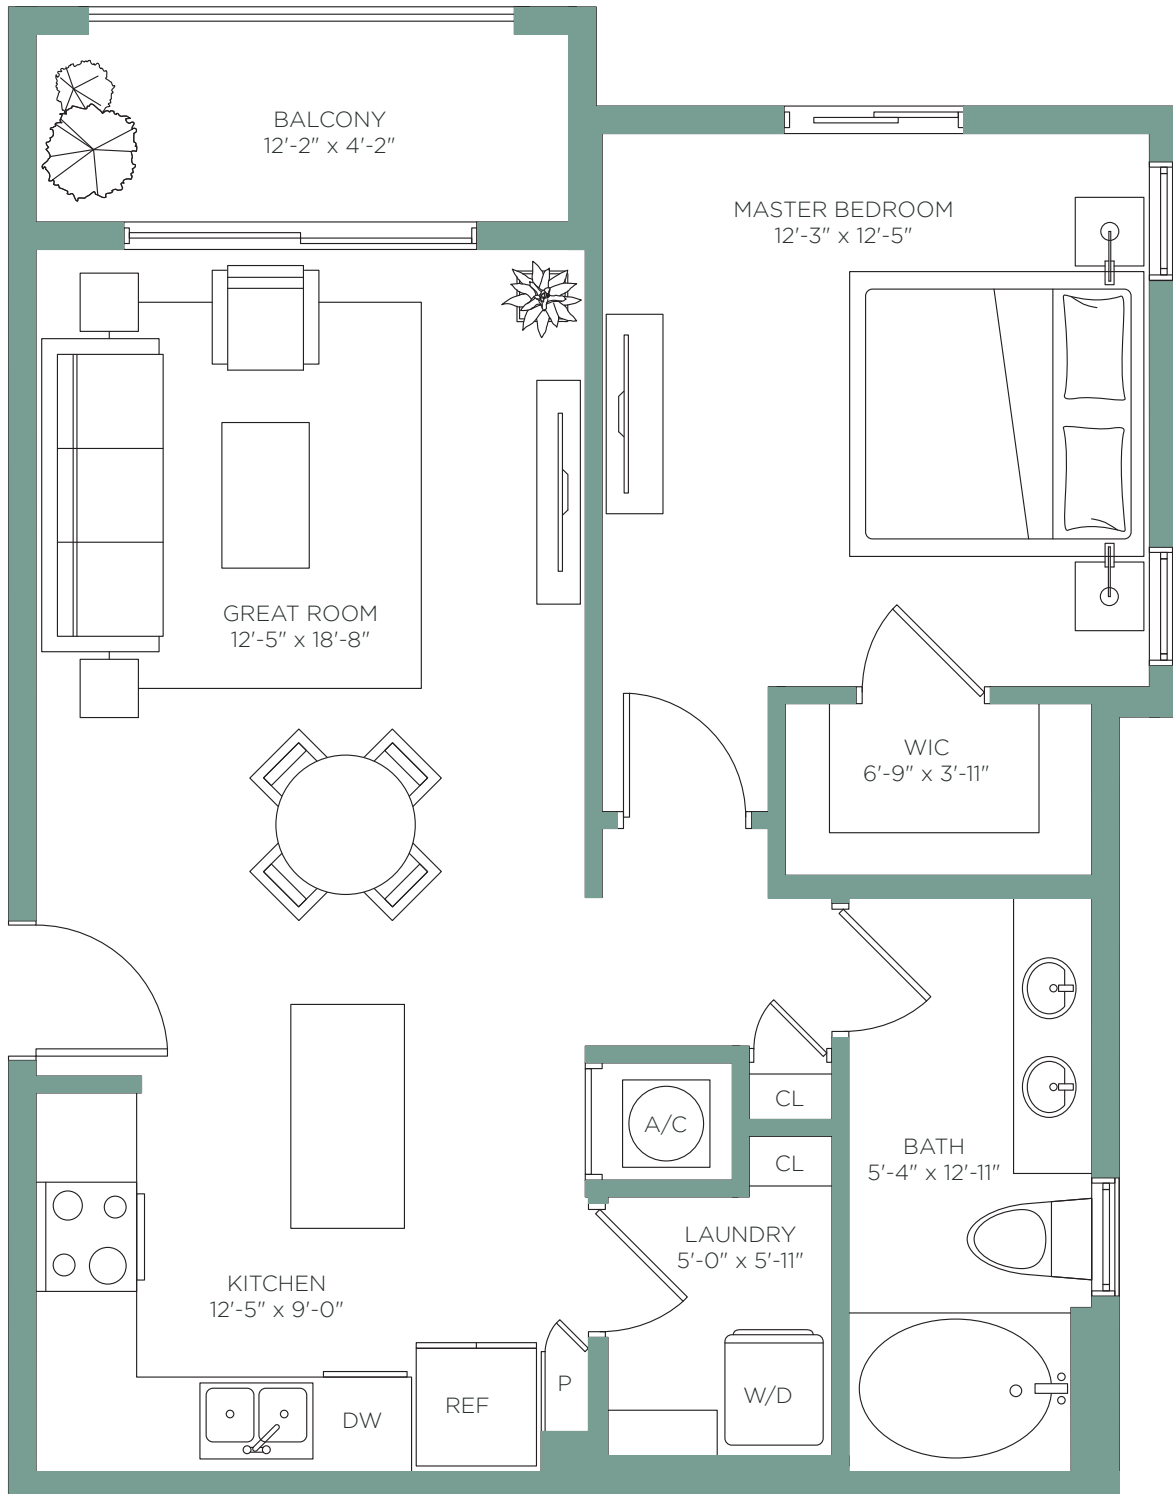 BALCONY
12'-2" x 4'-2"
MASTER BEDROOM
12'-3" x 12'-5"
GREAT ROOM
12'-5" x 18'-8"
WIC
6'-9" x 3'-11"
CL
A/C
CL
BATH
5'-4" x 12'-11"
LAUNDRY
5'-0" x 5'-11"
KITCHEN
12'-5" x 9'-0"
P
W/D
REF
DW